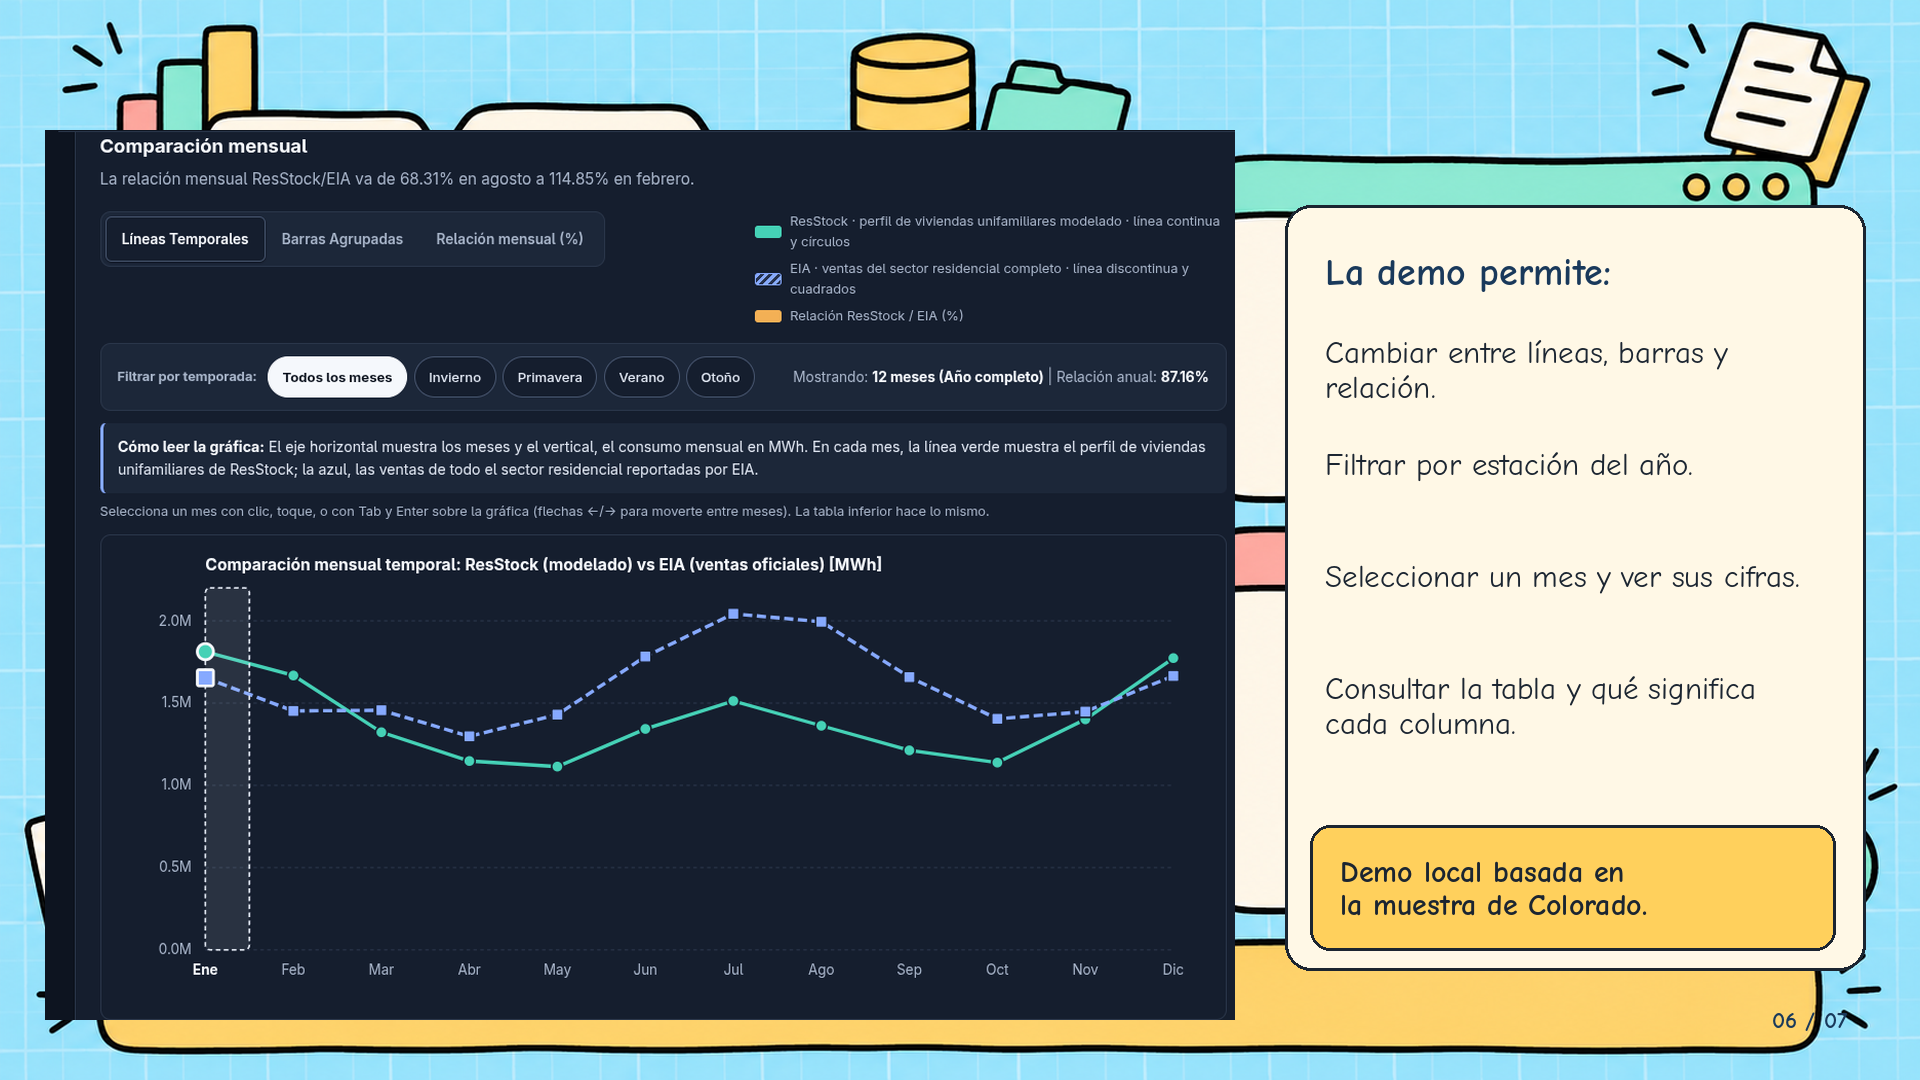 Comparación mensual
La relación mensual ResStock/EIA va de 68.31% en agosto a 114.85% en febrero.
Líneas Temporales
Barras Agrupadas
Relación mensual (%)
ResStock · perfil de viviendas unifamiliares modelado · línea continua
y círculos
EIA · ventas del sector residencial completo · línea discontinua y
cuadrados
Relación ResStock / EIA (%)
Filtrar por temporada:
Todos los meses
Invierno
Primavera
Verano
Otoño
Mostrando: 12 meses (Año completo) | Relación anual: 87.16%
Cómo leer la gráfica: El eje horizontal muestra los meses y el vertical, el consumo mensual en MWh. En cada mes, la línea verde muestra el perfil de viviendas
unifamiliares de ResStock; la azul, las ventas de todo el sector residencial reportadas por EIA.
Selecciona un mes con clic, toque, o con Tab y Enter sobre la gráfica (flechas ←/→ para moverte entre meses). La tabla inferior hace lo mismo.
Comparación mensual temporal: ResStock (modelado) vs EIA (ventas oficiales) [MWh]
2.0M
1.5M
1.0M
0.5M
0.0M
Ene
Feb
Mar
Abr
May
Jun
Jul
Ago
Sep
Oct
Nov
Dic
La demo permite:
Cambiar entre líneas, barras y
relación.
Filtrar por estación del año.
Seleccionar un mes y ver sus cifras.
Consultar la tabla y qué significa
cada columna.
Demo local basada en
la muestra de Colorado.
06 / 07